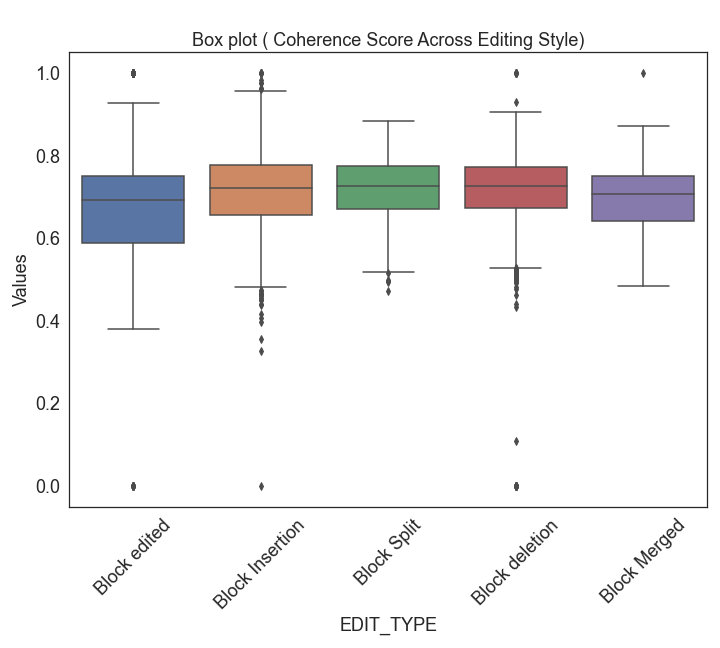 Box plot ( Coherence Score Across Editing Style)
1.0
0.8
0.6
0.4
0.2
0.0
Values
Block edited
Block Insertion
Block Split
Block deletion
Block Merged
EDIT_TYPE